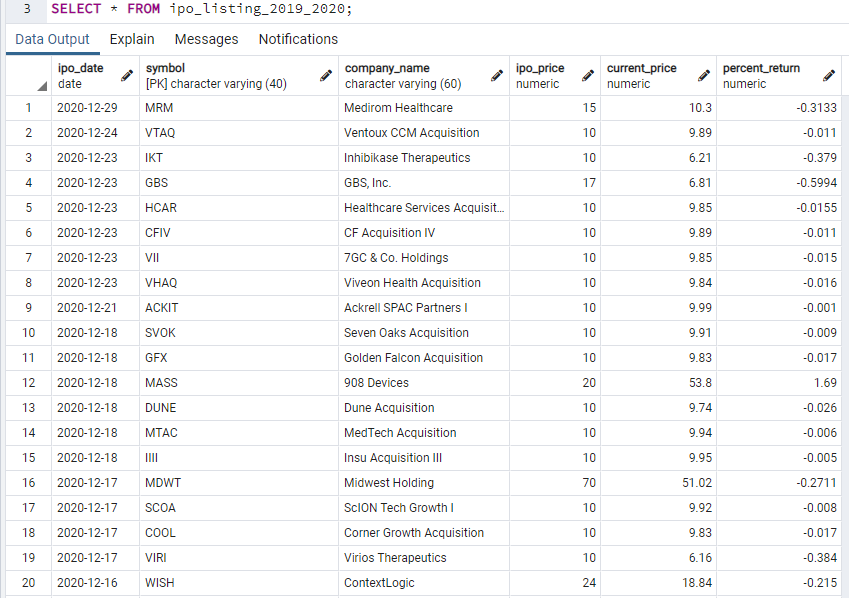 3 SELECT * FROM ipo_listing_2019_2020;
Data Output Explain Messages Notifications
ipo_date symbol company_name ipo_price current_price percent_return
date [PK] character varying (40) character varying (60) numeric numeric numeric
1 2020-12-29 MRM Medirom Healthcare 15 10.3 -0.3133
2 2020-12-24 VTAQ Ventoux CCM Acquisition 10 9.89 -0.011
3 2020-12-23 IKT Inhibikase Therapeutics 10 6.21 -0.379
4 2020-12-23 GBS GBS, Inc. 17 6.81 -0.5994
5 2020-12-23 HCAR Healthcare Services Acquisit... 10 9.85 -0.0155
6 2020-12-23 CFIV CF Acquisition IV 10 9.89 -0.011
7 2020-12-23 VII 7GC & Co. Holdings 10 9.85 -0.015
8 2020-12-23 VHAQ Viveon Health Acquisition 10 9.84 -0.016
9 2020-12-21 ACKIT Ackrell SPAC Partners I 10 9.99 -0.001
10 2020-12-18 SVOK Seven Oaks Acquisition 10 9.91 -0.009
11 2020-12-18 GFX Golden Falcon Acquisition 10 9.83 -0.017
12 2020-12-18 MASS 908 Devices 20 53.8 1.69
13 2020-12-18 DUNE Dune Acquisition 10 9.74 -0.026
14 2020-12-18 MTAC MedTech Acquisition 10 9.94 -0.006
15 2020-12-18 IIII Insu Acquisition III 10 9.95 -0.005
16 2020-12-17 MDWT Midwest Holding 70 51.02 -0.2711
17 2020-12-17 SCOA ScION Tech Growth I 10 9.92 -0.008
18 2020-12-17 COOL Corner Growth Acquisition 10 9.83 -0.017
19 2020-12-17 VIRI Virios Therapeutics 10 6.16 -0.384
20 2020-12-16 WISH ContextLogic 24 18.84 -0.215